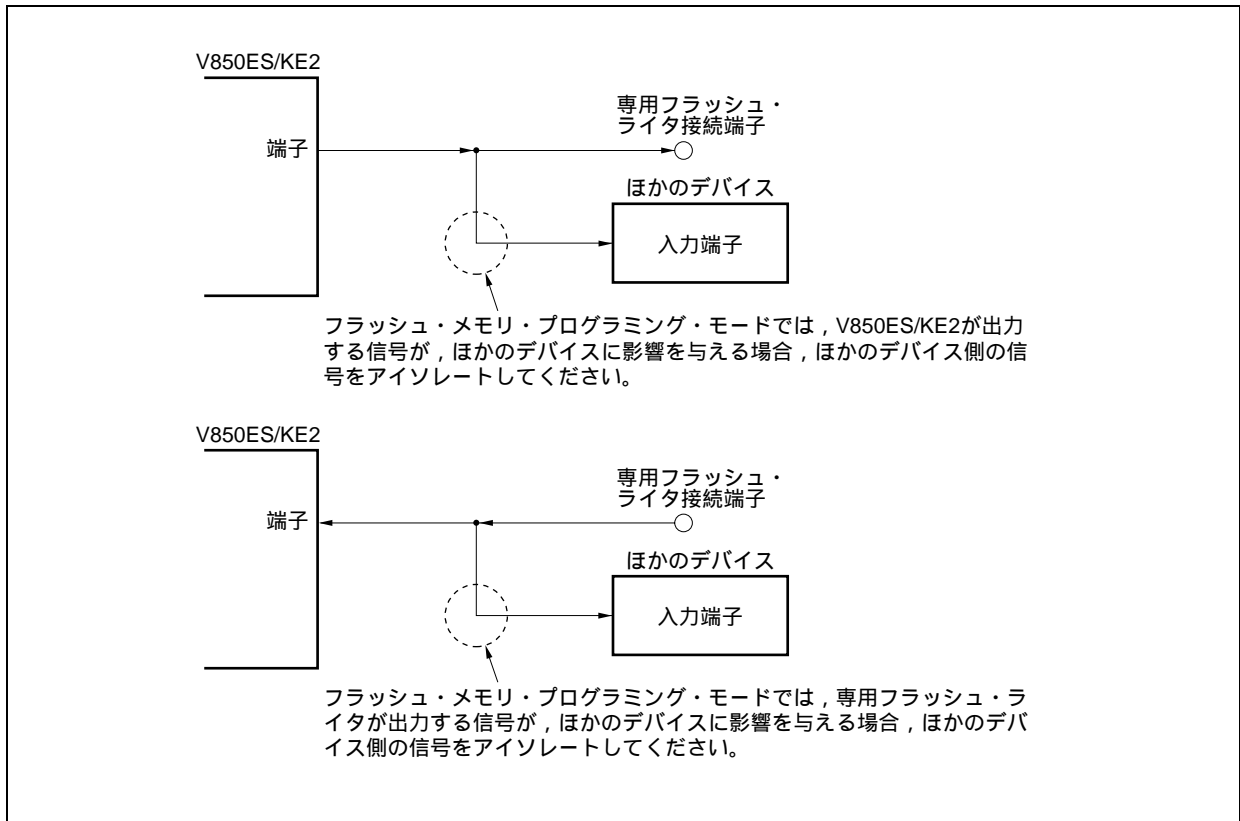 V850ES/KE2
端子
専用フラッシュ・
ライタ接続端子
ほかのデバイス
入力端子
フラッシュ・メモリ・プログラミング・モードでは，V850ES/KE2が出力
する信号が，ほかのデバイスに影響を与える場合，ほかのデバイス側の信
号をアイソレートしてください。
V850ES/KE2
端子
専用フラッシュ・
ライタ接続端子
ほかのデバイス
入力端子
フラッシュ・メモリ・プログラミング・モードでは，専用フラッシュ・ラ
イタが出力する信号が，ほかのデバイスに影響を与える場合，ほかのデバ
イス側の信号をアイソレートしてください。